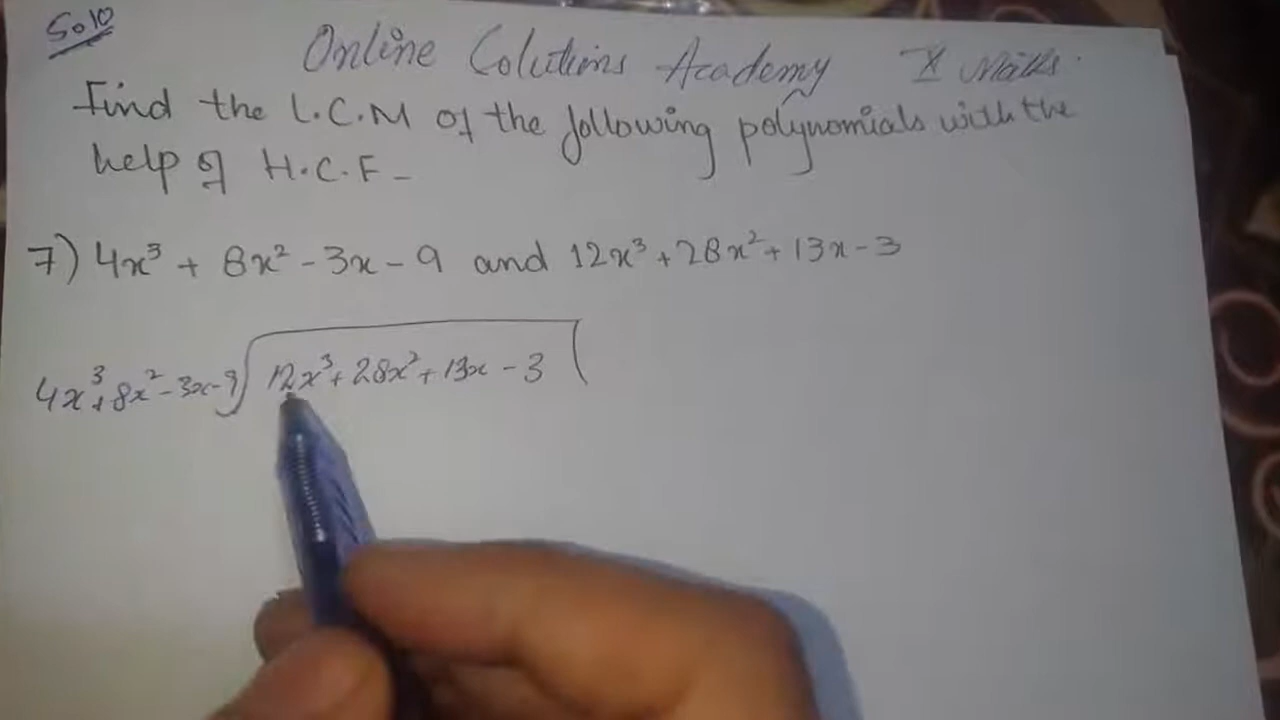 So10
Online Solutions Academy X Maths.
Find the L.C.M of the following polynomials with the
help of H.C.F-
7) 4x³ + 8x² - 3x - 9 and 12x³ + 28x² + 13x - 3
4x³ + 8x² - 3x - 9 ) 12x³ + 28x² + 13x - 3 (